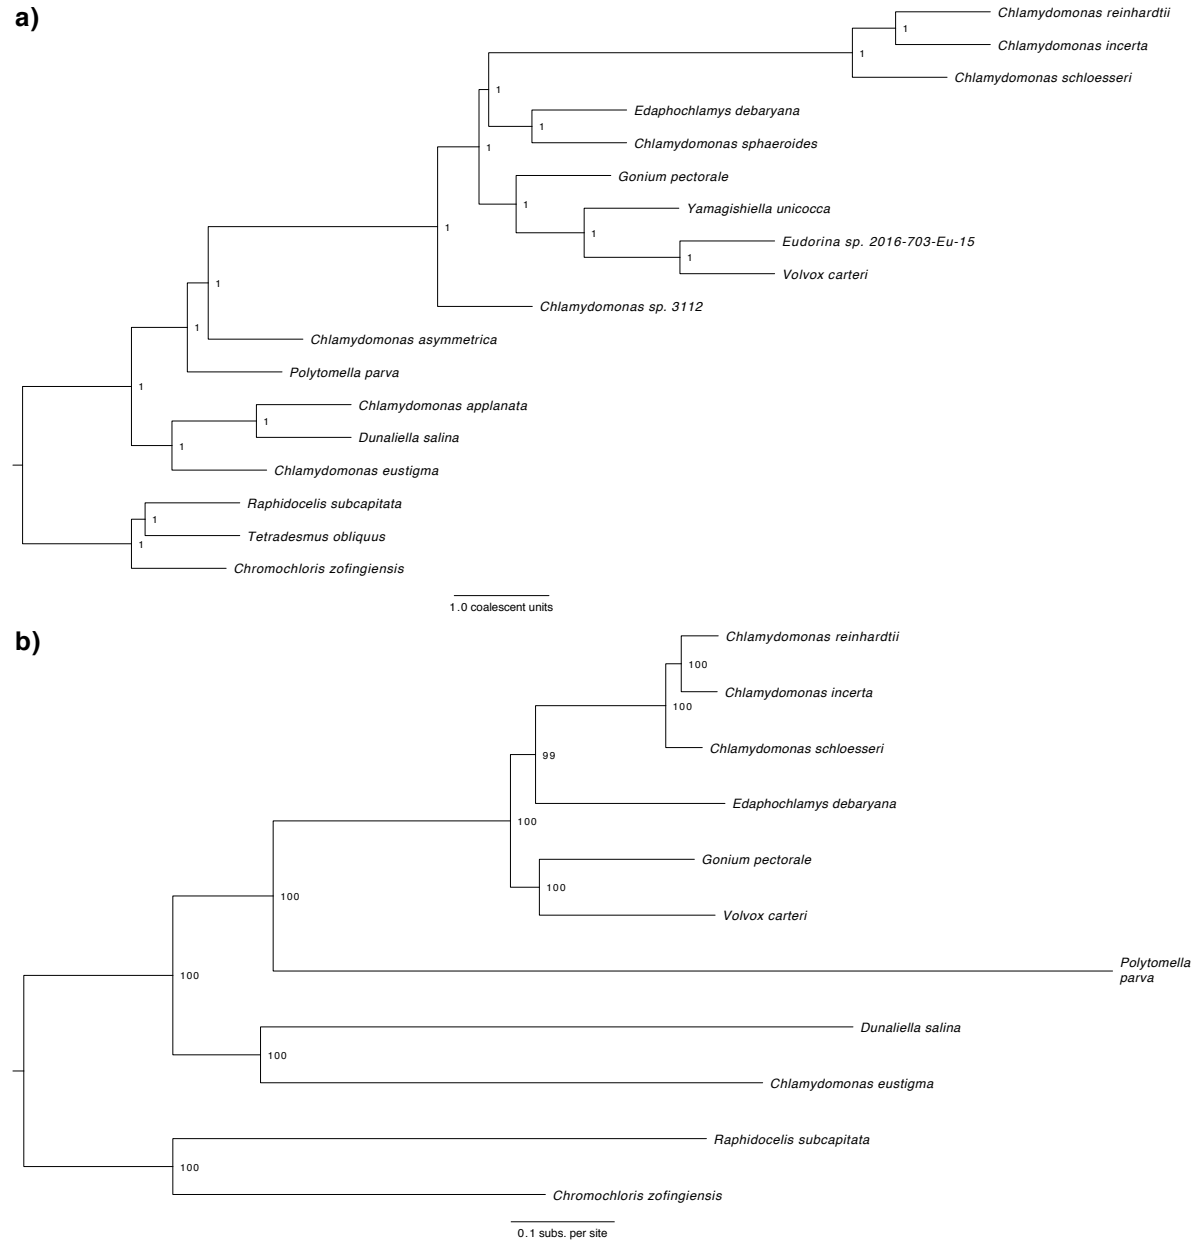 a)
Chlamydomonas reinhardtii
1
Chlamydomonas incerta
1
Chlamydomonas schloesseri
1
Edaphochlamys debaryana
1
Chlamydomonas sphaeroides
1
Gonium pectorale
1
Yamagishiella unicocca
1
1
Eudorina sp. 2016-703-Eu-15
1
Volvox carteri
1
Chlamydomonas sp. 3112
1
Chlamydomonas asymmetrica
1
Polytomella parva
1
Chlamydomonas applanata
1
Dunaliella salina
1
Chlamydomonas eustigma
Raphidocelis subcapitata
1
Tetradesmus obliquus
1
Chromochloris zofingiensis
1.0 coalescent units
b)
Chlamydomonas reinhardtii
100
Chlamydomonas incerta
100
Chlamydomonas schloesseri
99
Edaphochlamys debaryana
100
Gonium pectorale
100
100
Volvox carteri
Polytomella
parva
100
Dunaliella salina
100
Chlamydomonas eustigma
Raphidocelis subcapitata
100
Chromochloris zofingiensis
0.1 subs. per site